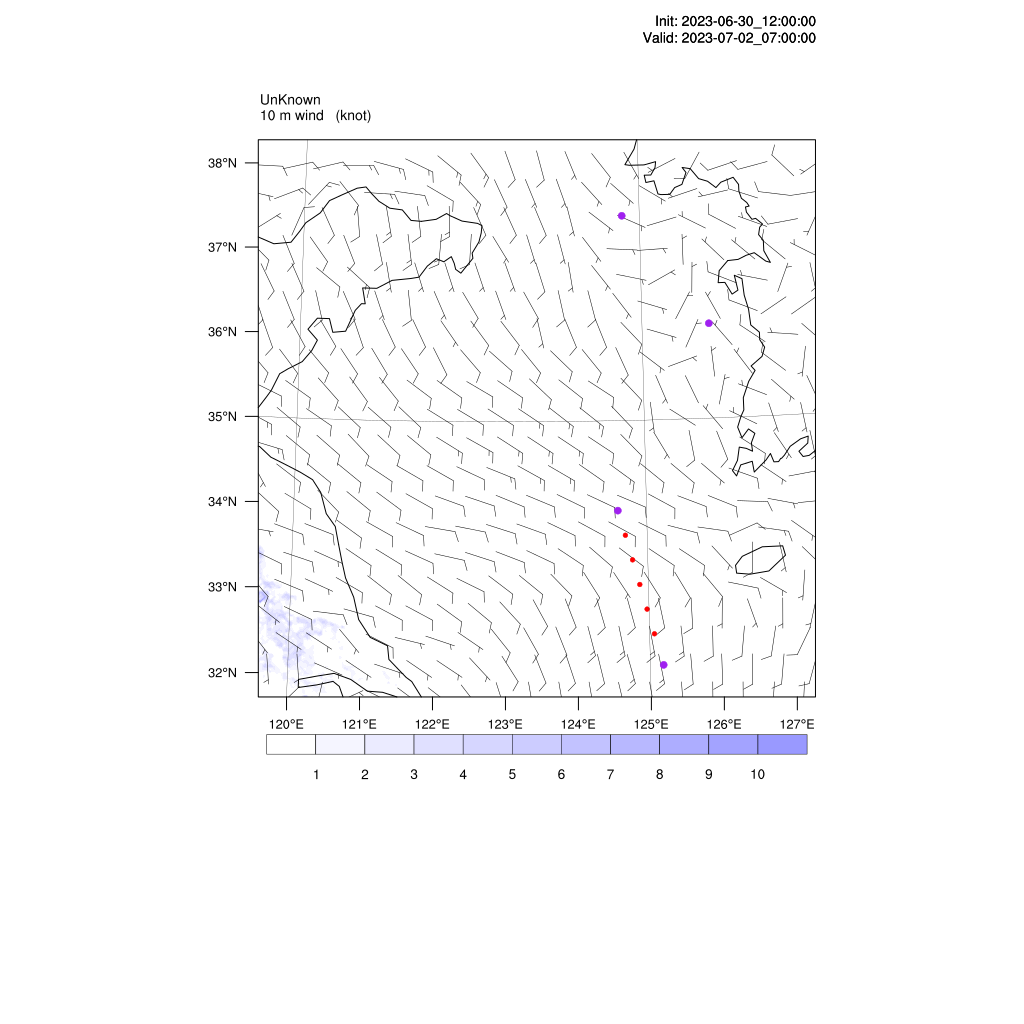 Init: 2023-06-30_12:00:00
Valid: 2023-07-02_07:00:00
UnKnown
10 m wind (knot)
38°N
37°N
36°N
35°N
34°N
33°N
32°N
120°E 121°E 122°E 123°E 124°E 125°E 126°E 127°E
1 2 3 4 5 6 7 8 9 10